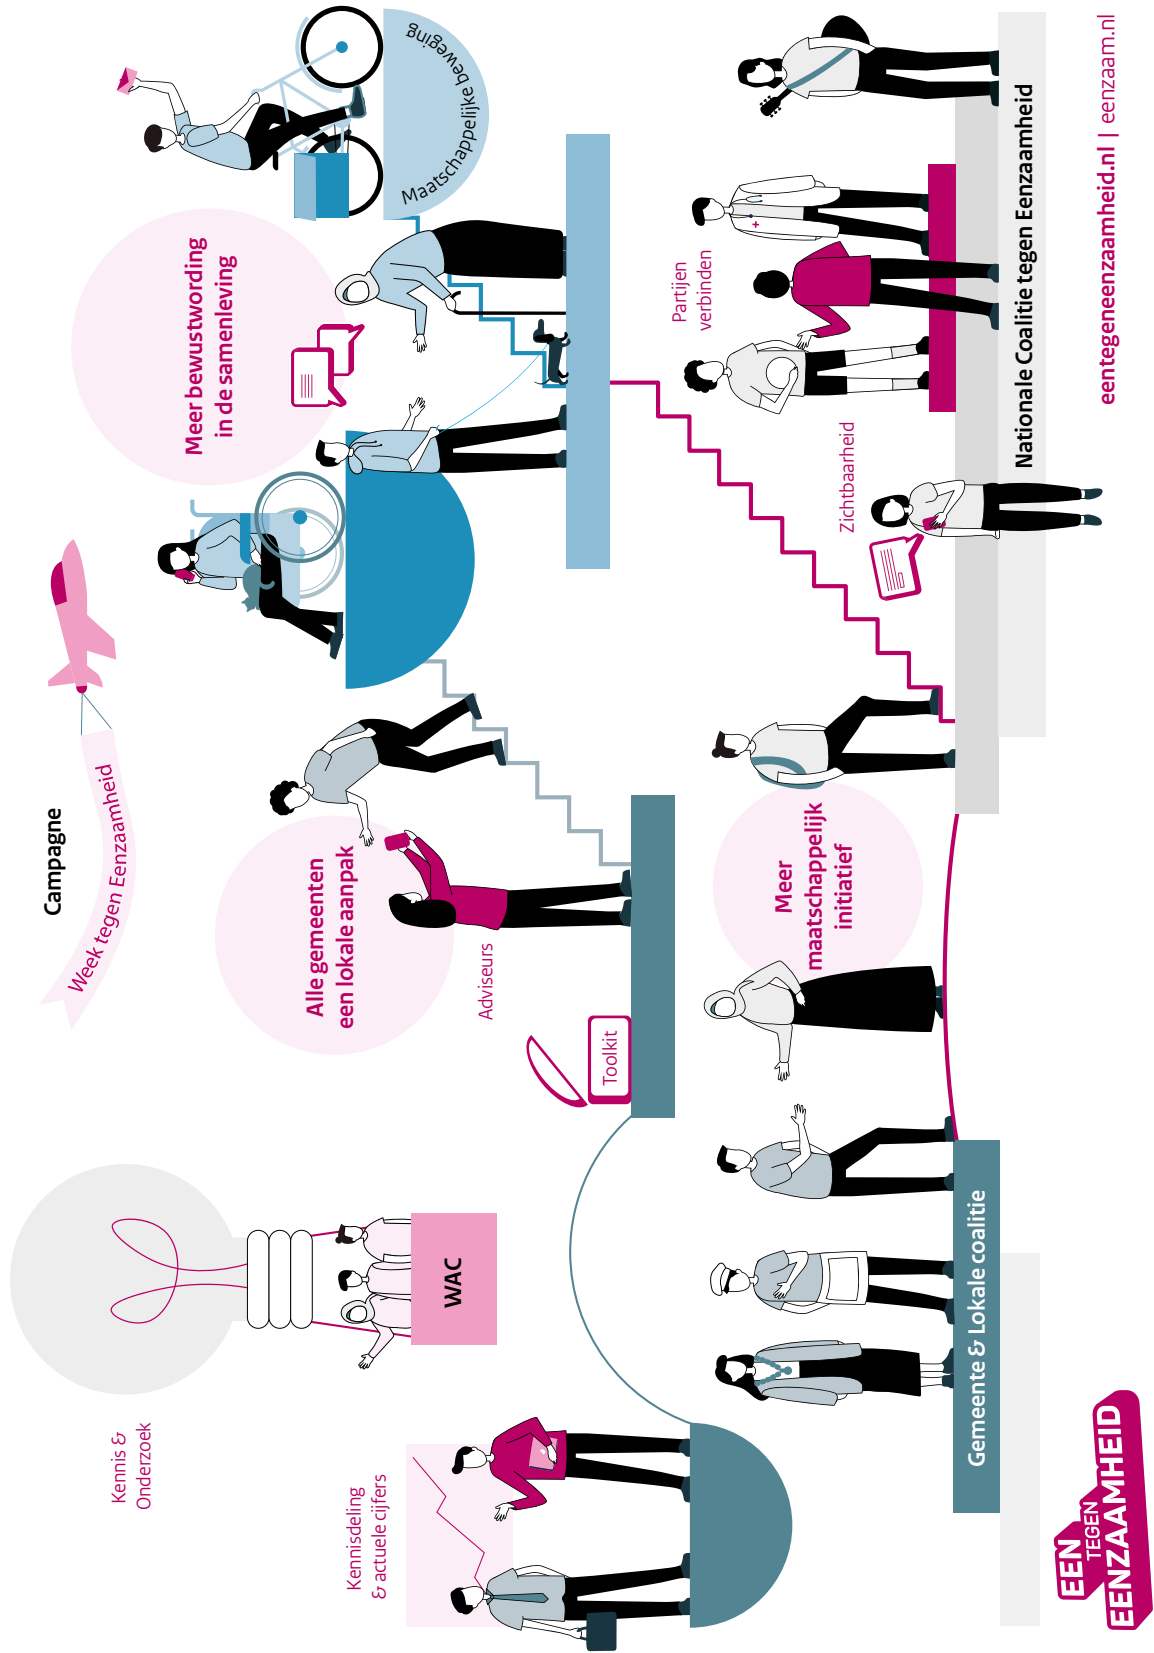 Kennis &
Onderzoek
Campagne
Week tegen Eenzaamheid
Meer bewustwording
in de samenleving
Maatschappelijke beweging
Alle gemeenten
een lokale aanpak
Kennisdeling
& actuele cijfers
WAC
Adviseurs
Toolkit
Partijen
verbinden
Zichtbaarheid
Meer
maatschappelijk
initiatief
Gemeente & Lokale coalitie
Nationale Coalitie tegen Eenzaamheid
EEN
TEGEN
EENZAAMHEID
eentegeneenzaamheid.nl | eenzaam.nl